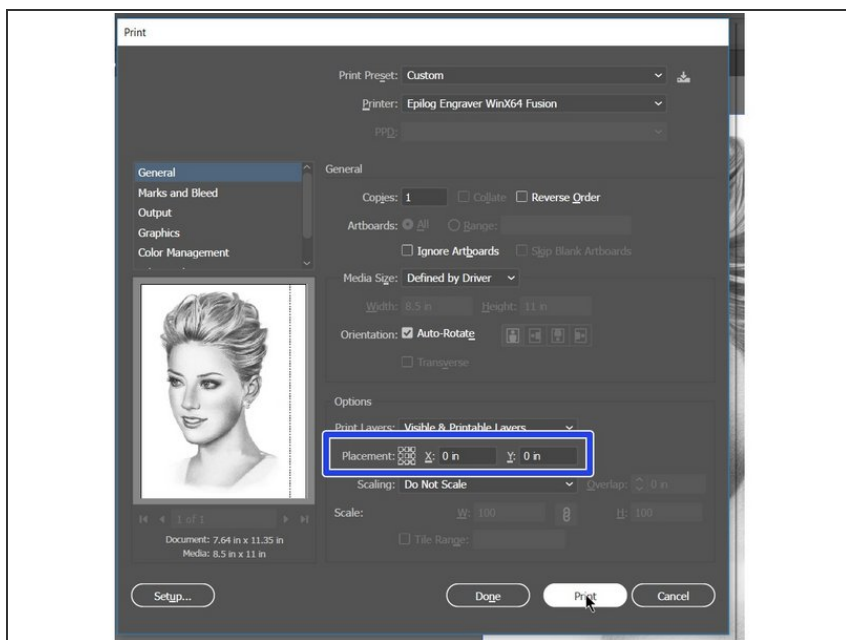 Print
Print Preset: Custom
Printer: Epilog Engraver WinX64 Fusion
PPD:
General
Marks and Bleed
Output
Graphics
Color Management
General
Copies: 1 Collate Reverse Order
Artboards: All Range:
Ignore Artboards Skip Blank Artboards
Media Size: Defined by Driver
Width: 8.5 in Height: 11 in
Orientation: Auto-Rotate
Transverse
Options
Print Layers: Visible & Printable Layers
Placement: X: 0 in Y: 0 in
Scaling: Do Not Scale Overlap: 0 in
Scale: W: 100 H: 100
Tile Range:
1 of 1
Document: 7.64 in x 11.35 in
Media: 8.5 in x 11 in
Setup... Done Print Cancel